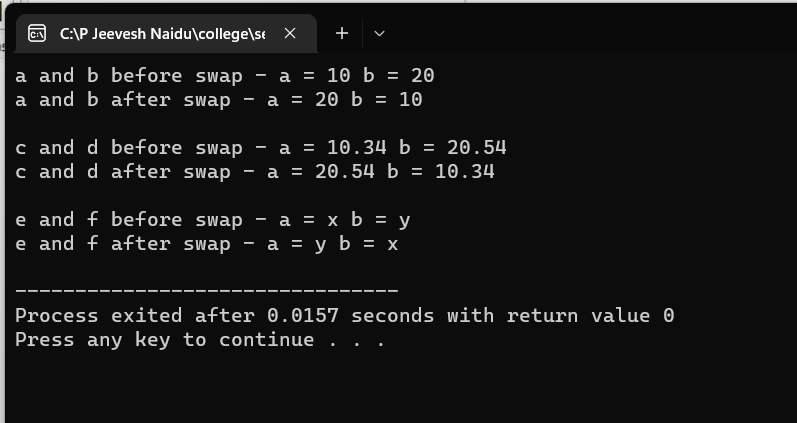 C:\P Jeevesh Naidu\college\se
a and b before swap - a = 10 b = 20
a and b after swap - a = 20 b = 10
c and d before swap - a = 10.34 b = 20.54
c and d after swap - a = 20.54 b = 10.34
e and f before swap - a = x b = y
e and f after swap - a = y b = x
--------------------------------
Process exited after 0.0157 seconds with return value 0
Press any key to continue . . .